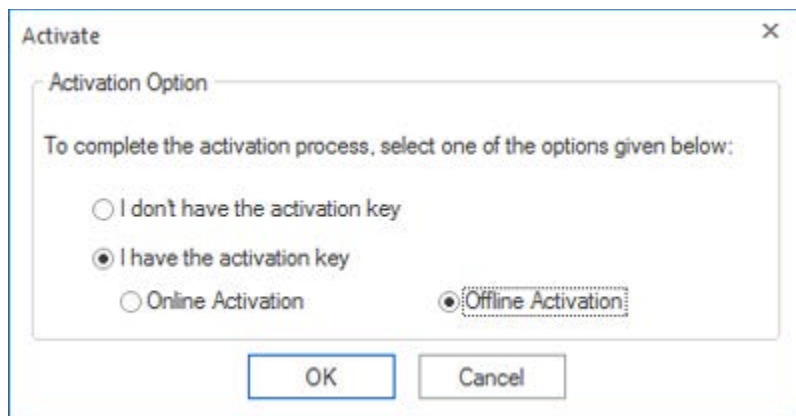 Activate
Activation Option
To complete the activation process, select one of the options given below:
I don't have the activation key
I have the activation key
Online Activation Offline Activation
OK Cancel